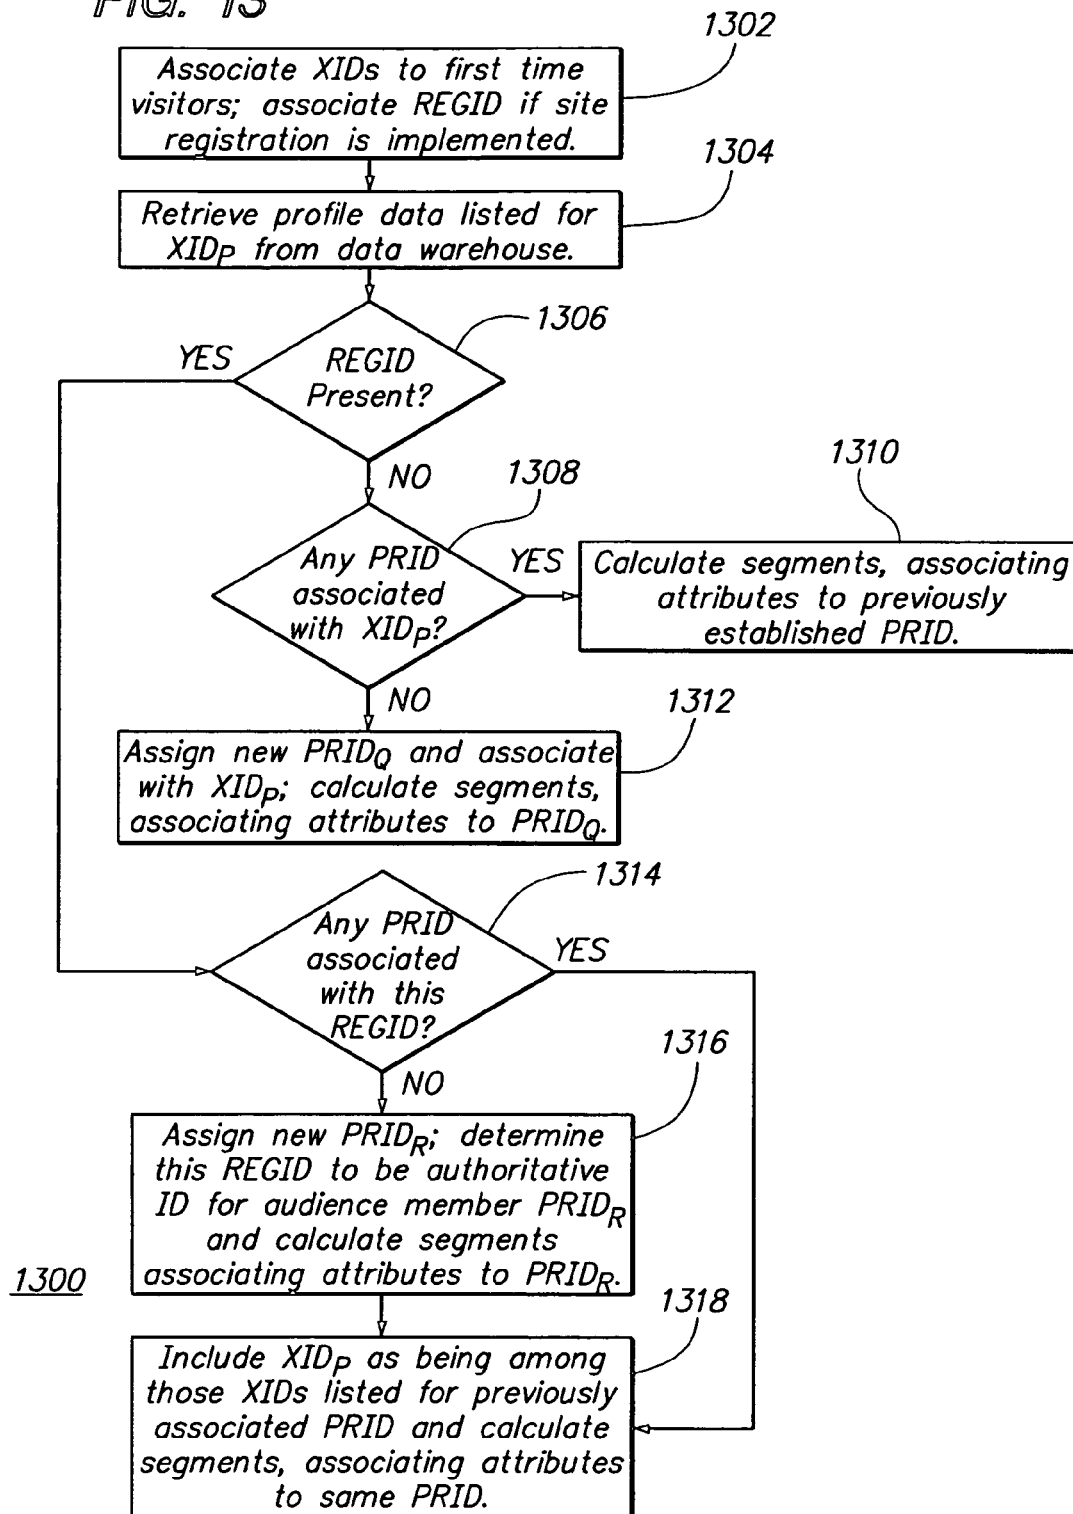 FIG. 13
1302
Associate XIDs to first time
visitors; associate REGID if site
registration is implemented.
1304
Retrieve profile data listed for
XIDP from data warehouse.
1306
YES
REGID
Present?
NO
1308
1310
Any PRID
associated
with XIDP?
YES
Calculate segments, associating
attributes to previously
established PRID.
NO
1312
Assign new PRIDQ and associate
with XIDP; calculate segments,
associating attributes to PRIDQ.
1314
Any PRID
associated
with this
REGID?
YES
NO
1316
Assign new PRIDR; determine
this REGID to be authoritative
ID for audience member PRIDR
and calculate segments
associating attributes to PRIDR.
1300
1318
Include XIDP as being among
those XIDs listed for previously
associated PRID and calculate
segments, associating attributes
to same PRID.